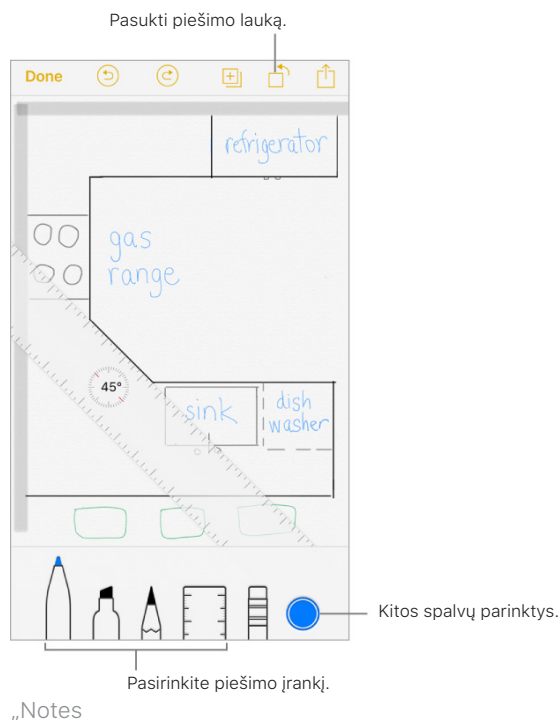 Pasukti piešimo lauką.
Done
refrigerator
gas
range
45°
sink
dish
washer
Kitos spalvų parinktys.
Pasirinkite piešimo įrankį.
„Notes